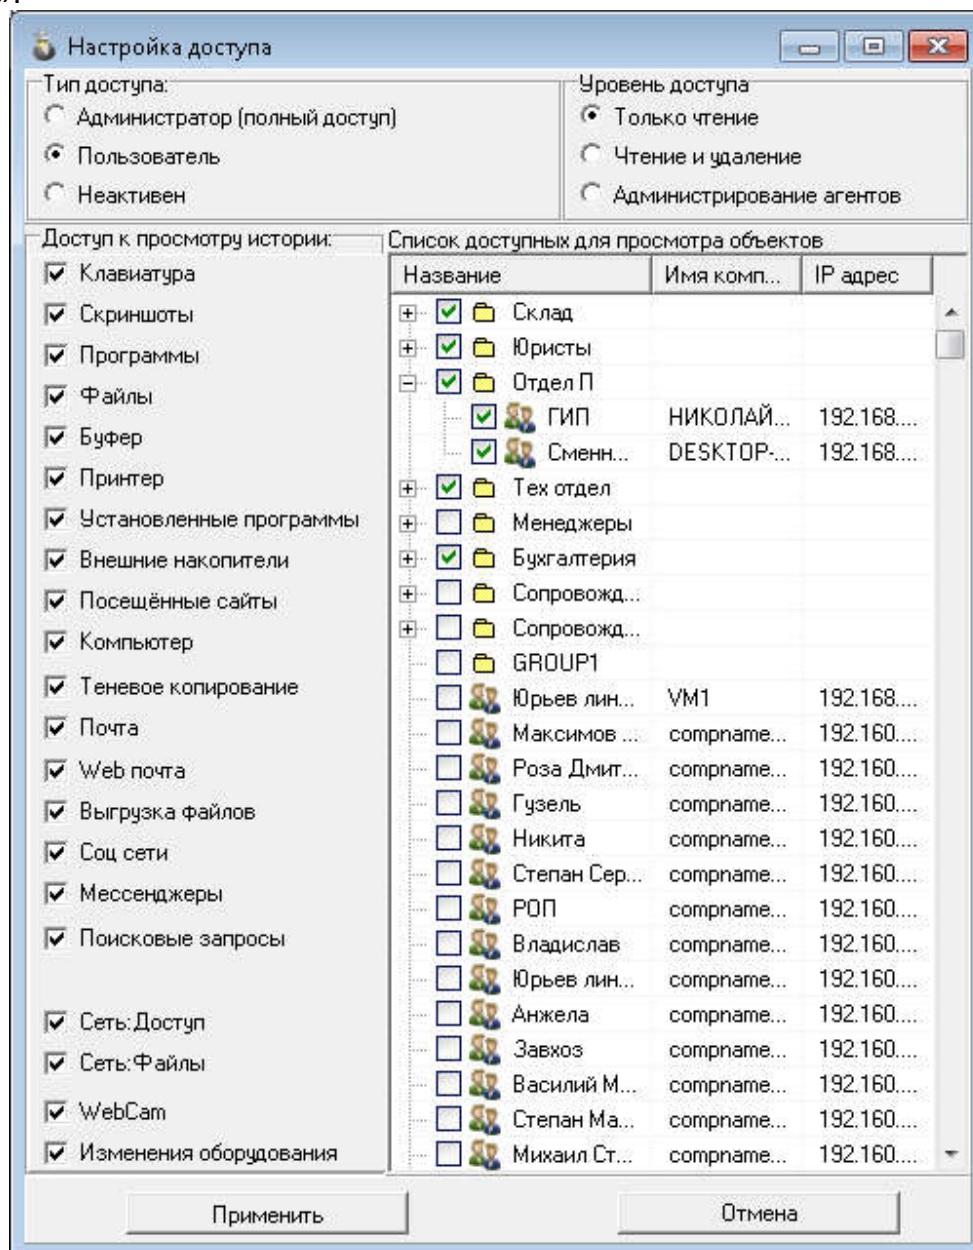 Настройка доступа
Тип доступа:
Администратор (полный доступ)
Пользователь
Неактивен
Уровень доступа
Только чтение
Чтение и удаление
Администрирование агентов
Доступ к просмотру истории:
Клавиатура
Скриншоты
Программы
Файлы
Буфер
Принтер
Установленные программы
Внешние накопители
Посещённые сайты
Компьютер
Теневое копирование
Почта
Web почта
Выгрузка файлов
Соц сети
Мессенджеры
Поисковые запросы
Сеть:Доступ
Сеть:Файлы
WebCam
Изменения оборудования
Список доступных для просмотра объектов
Название Имя комп... IP адрес
Склад
Юристы
Отдел П
ГИП НИКОЛАЙ... 192.168....
Сменн... DESKTOP-... 192.168....
Тех отдел
Менеджеры
Бухгалтерия
Сопровожд...
Сопровожд...
GROUP1
Юрьев лин... VM1 192.168....
Максимов ... compname... 192.160....
Роза Дмит... compname... 192.160....
Гузель compname... 192.160....
Никита compname... 192.160....
Степан Сер... compname... 192.160....
РОП compname... 192.160....
Владислав compname... 192.160....
Юрьев лин... compname... 192.160....
Анжела compname... 192.160....
Завхоз compname... 192.160....
Василий М... compname... 192.160....
Степан Ма... compname... 192.160....
Михаил Ст... compname... 192.160....
Применить
Отмена